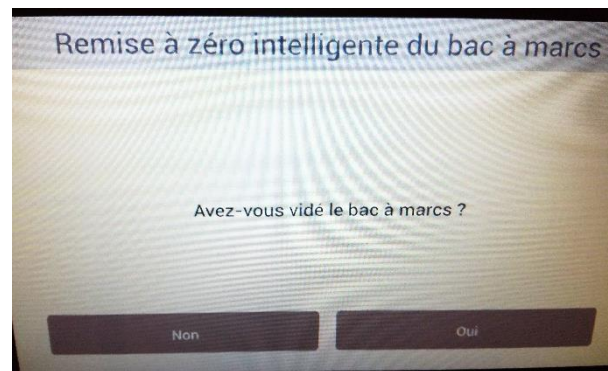 Remise à zéro intelligente du bac à marcs
Avez-vous vidé le bac à marcs ?
Non
Oui